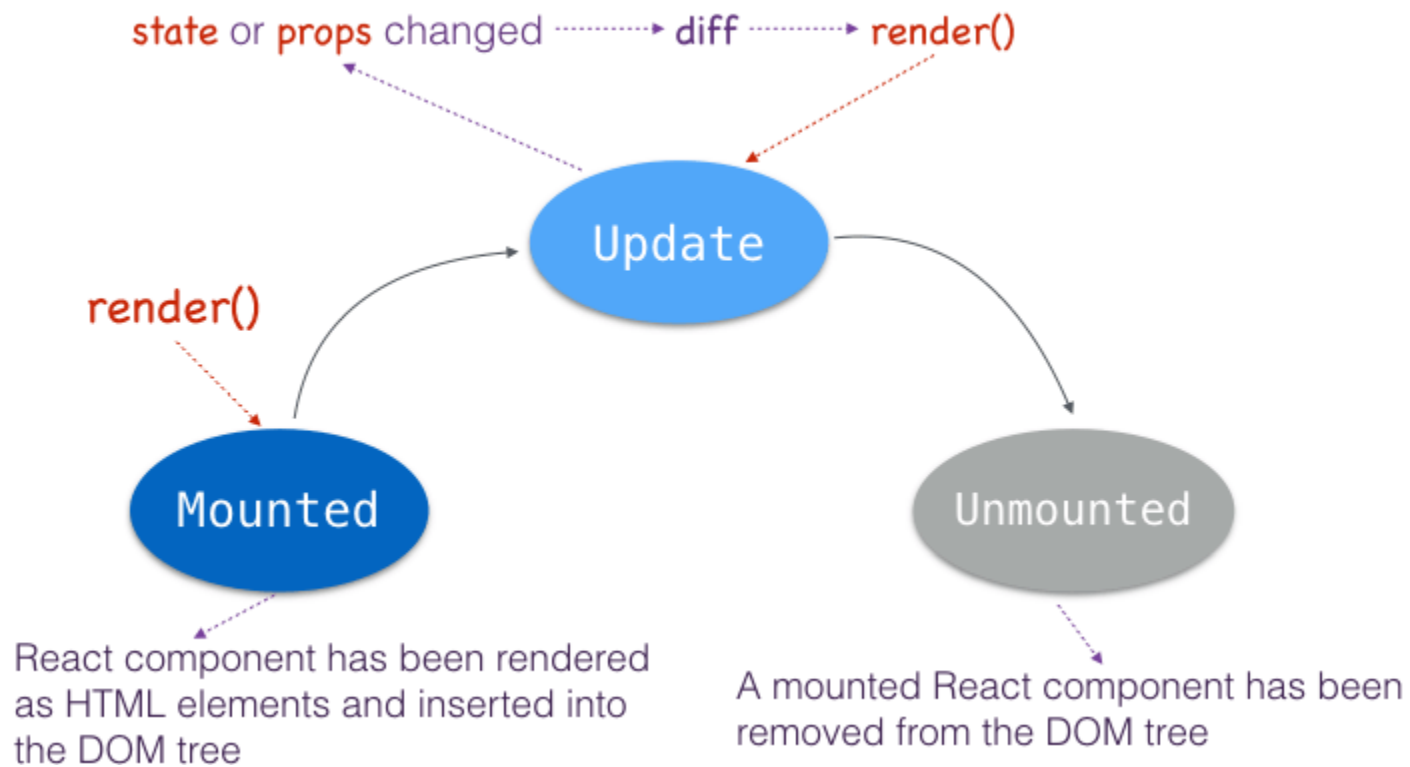 state or props changed diff render()
Update
render()
Mounted
Unmounted
React component has been rendered
as HTML elements and inserted into
the DOM tree
A mounted React component has been
removed from the DOM tree